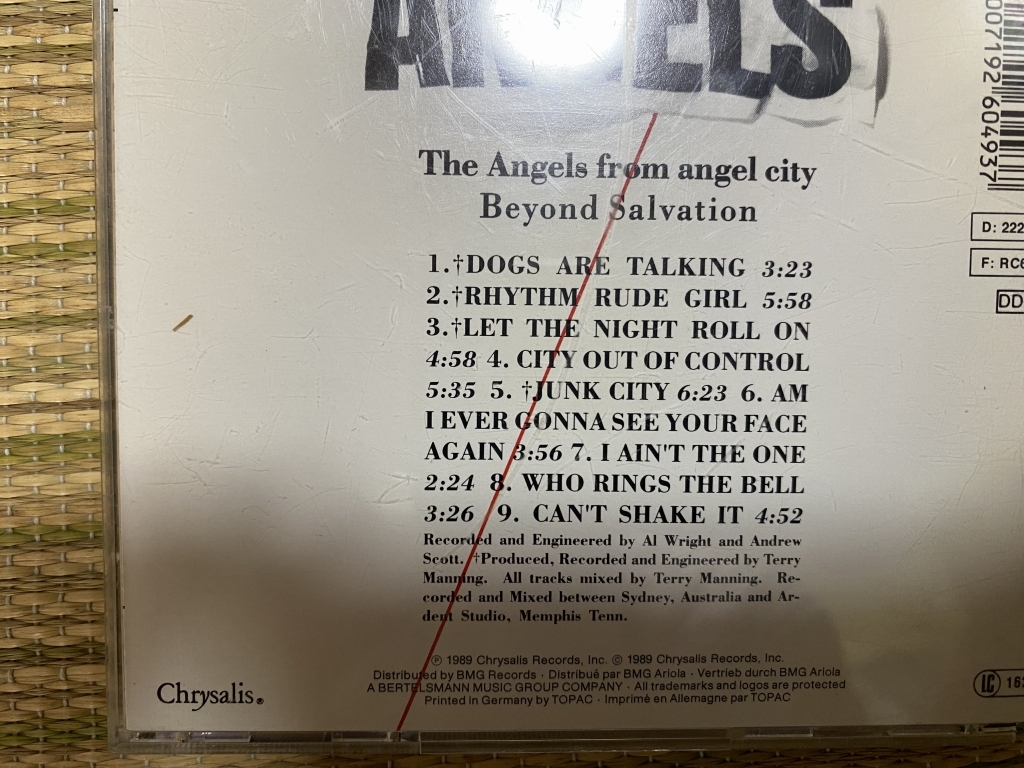 ANGELS
The Angels from angel city
Beyond Salvation
1.†DOGS ARE TALKING 3:23
2.†RHYTHM RUDE GIRL 5:58
3.†LET THE NIGHT ROLL ON
4:58 4. CITY OUT OF CONTROL
5:35 5. †JUNK CITY 6:23 6. AM
I EVER GONNA SEE YOUR FACE
AGAIN 3:56 7. I AIN'T THE ONE
2:24 8. WHO RINGS THE BELL
3:26 9. CAN'T SHAKE IT 4:52
Recorded and Engineered by Al Wright and Andrew
Scott. †Produced, Recorded and Engineered by Terry
Manning. All tracks mixed by Terry Manning. Re-
corded and Mixed between Sydney, Australia and Ar-
dent Studio, Memphis Tenn.
℗ 1989 Chrysalis Records, Inc. © 1989 Chrysalis Records, Inc.
Distributed by BMG Records · Distribué par BMG Ariola · Vertrieb durch BMG Ariola
A BERTELSMANN MUSIC GROUP COMPANY · All trademarks and logos are protected
Printed in Germany by TOPAC · Imprimé en Allemagne par TOPAC
Chrysalis®
007192 604937
D: 222
F: RC
DD
LC 163